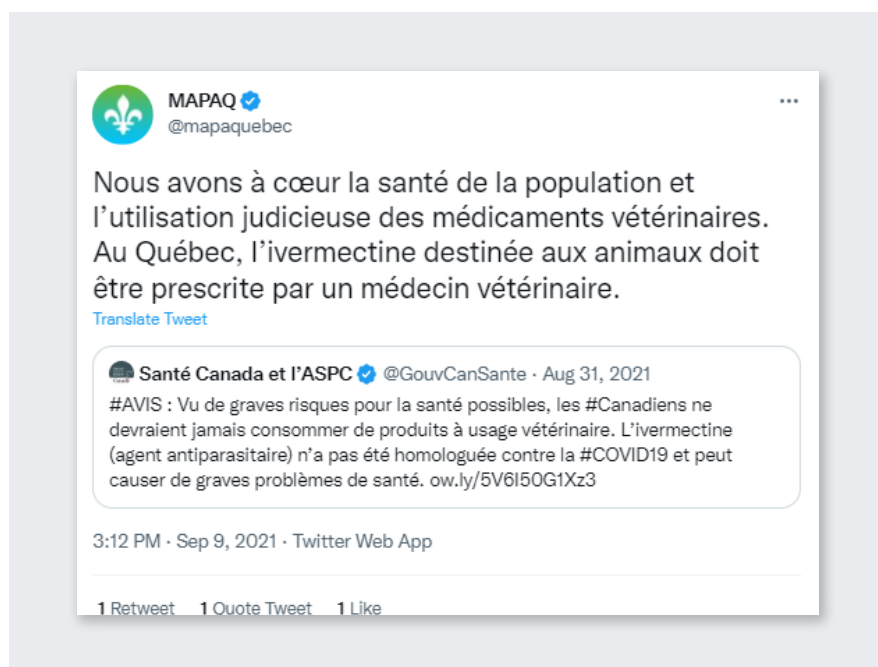 MAPAQ
@mapaquebec
Nous avons à cœur la santé de la population et
l'utilisation judicieuse des médicaments vétérinaires.
Au Québec, l'ivermectine destinée aux animaux doit
être prescrite par un médecin vétérinaire.
Translate Tweet
Santé Canada et l'ASPC @GouvCanSante · Aug 31, 2021
#AVIS : Vu de graves risques pour la santé possibles, les #Canadiens ne
devraient jamais consommer de produits à usage vétérinaire. L'ivermectine
(agent antiparasitaire) n'a pas été homologuée contre la #COVID19 et peut
causer de graves problèmes de santé. ow.ly/5V6I50G1Xz3
3:12 PM · Sep 9, 2021 · Twitter Web App
1 Retweet 1 Quote Tweet 1 Like